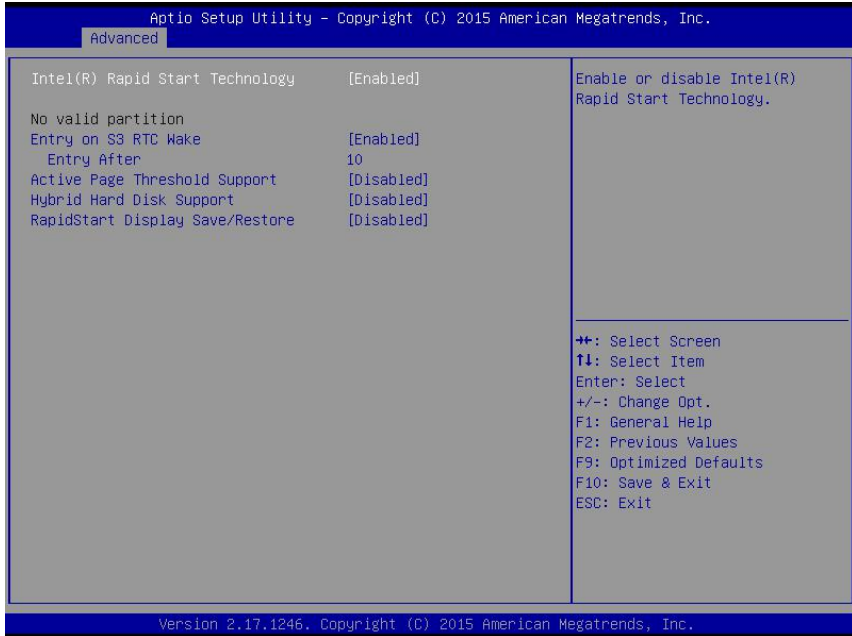 Aptio Setup Utility – Copyright (C) 2015 American Megatrends, Inc.
Advanced
Intel(R) Rapid Start Technology [Enabled]
No valid partition
Entry on S3 RTC Wake [Enabled]
Entry After 10
Active Page Threshold Support [Disabled]
Hybrid Hard Disk Support [Disabled]
RapidStart Display Save/Restore [Disabled]
Enable or disable Intel(R)
Rapid Start Technology.
→←: Select Screen
↑↓: Select Item
Enter: Select
+/-: Change Opt.
F1: General Help
F2: Previous Values
F9: Optimized Defaults
F10: Save & Exit
ESC: Exit
Version 2.17.1246. Copyright (C) 2015 American Megatrends, Inc.